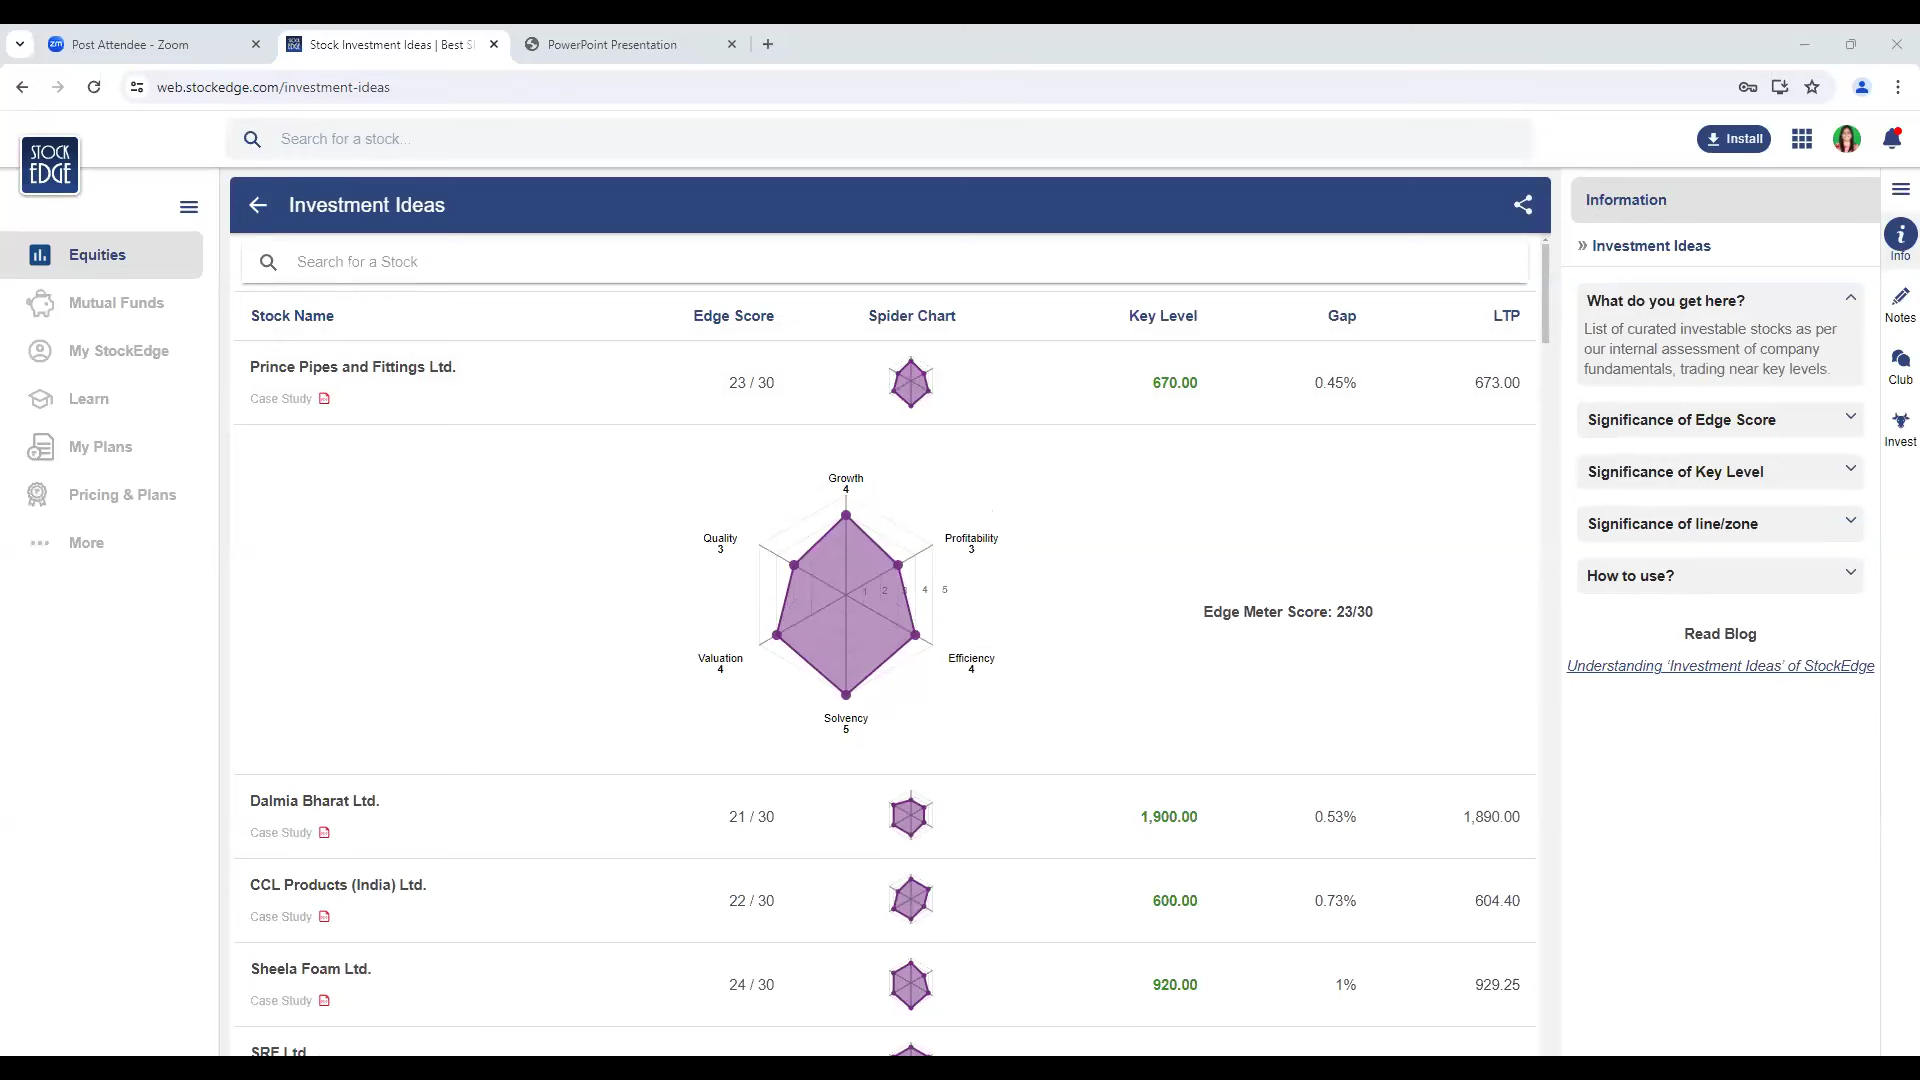 Post Attendee - Zoom
Stock Investment Ideas | Best S
PowerPoint Presentation
web.stockedge.com/investment-ideas
STOCK
EDGE
Search for a stock...
Install
Equities
Mutual Funds
My StockEdge
Learn
My Plans
Pricing & Plans
More
Investment Ideas
Search for a Stock
Stock Name Edge Score Spider Chart Key Level Gap LTP
Prince Pipes and Fittings Ltd.
Case Study
23 / 30 670.00 0.45% 673.00
Growth
4
Quality
3
Profitability
3
1 2 3 4 5
Valuation
4
Efficiency
4
Solvency
5
Edge Meter Score: 23/30
Dalmia Bharat Ltd.
Case Study
21 / 30 1,900.00 0.53% 1,890.00
CCL Products (India) Ltd.
Case Study
22 / 30 600.00 0.73% 604.40
Sheela Foam Ltd.
Case Study
24 / 30 920.00 1% 929.25
SRF Ltd.
Information
» Investment Ideas
What do you get here?
List of curated investable stocks as per
our internal assessment of company
fundamentals, trading near key levels.
Significance of Edge Score
Significance of Key Level
Significance of line/zone
How to use?
Read Blog
Understanding ‘Investment Ideas’ of StockEdge
Info
Notes
Club
Invest